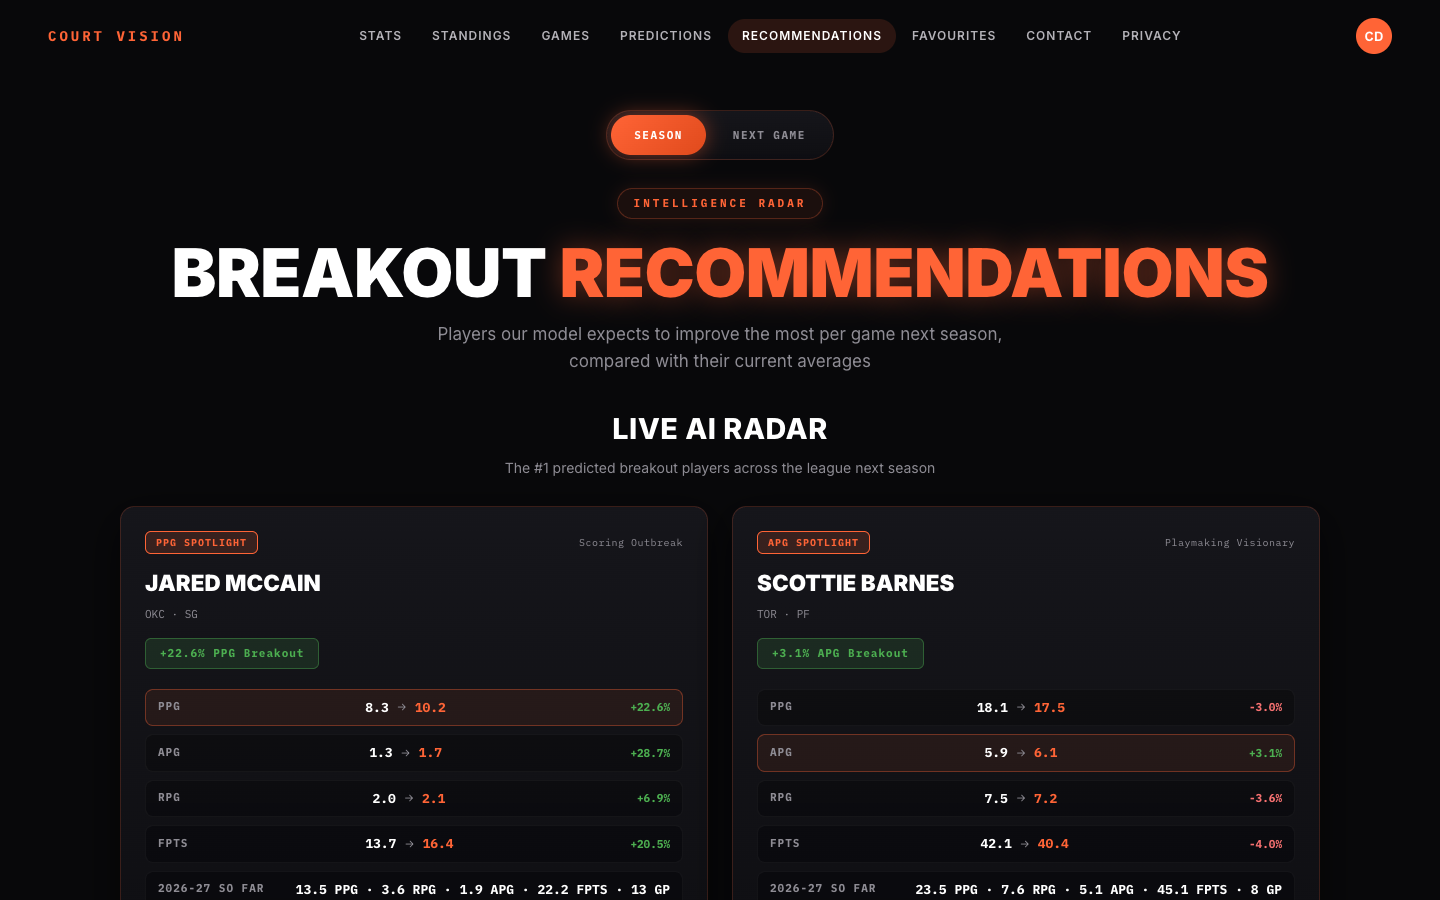 COURT VISION
STATS STANDINGS GAMES PREDICTIONS RECOMMENDATIONS FAVOURITES CONTACT PRIVACY
CD
SEASON NEXT GAME
INTELLIGENCE RADAR
BREAKOUT RECOMMENDATIONS
Players our model expects to improve the most per game next season,
compared with their current averages
LIVE AI RADAR
The #1 predicted breakout players across the league next season
PPG SPOTLIGHT Scoring Outbreak
JARED MCCAIN
OKC · SG
+22.6% PPG Breakout
PPG 8.3 → 10.2 +22.6%
APG 1.3 → 1.7 +28.7%
RPG 2.0 → 2.1 +6.9%
FPTS 13.7 → 16.4 +20.5%
2026-27 SO FAR 13.5 PPG · 3.6 RPG · 1.9 APG · 22.2 FPTS · 13 GP
APG SPOTLIGHT Playmaking Visionary
SCOTTIE BARNES
TOR · PF
+3.1% APG Breakout
PPG 18.1 → 17.5 -3.0%
APG 5.9 → 6.1 +3.1%
RPG 7.5 → 7.2 -3.6%
FPTS 42.1 → 40.4 -4.0%
2026-27 SO FAR 23.5 PPG · 7.6 RPG · 5.1 APG · 45.1 FPTS · 8 GP